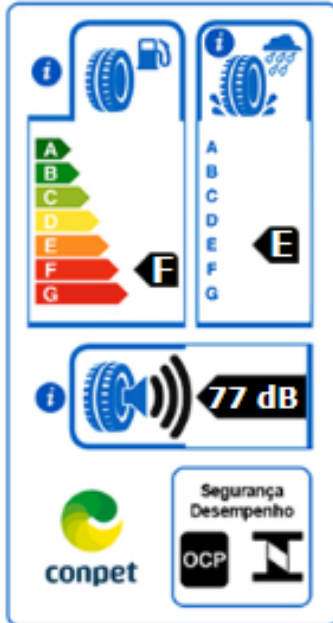 i
i
A
B
C
D
E
F
G
F
A
B
C
D
E
F
G
E
i
77 dB
conpet
Segurança
Desempenho
OCP